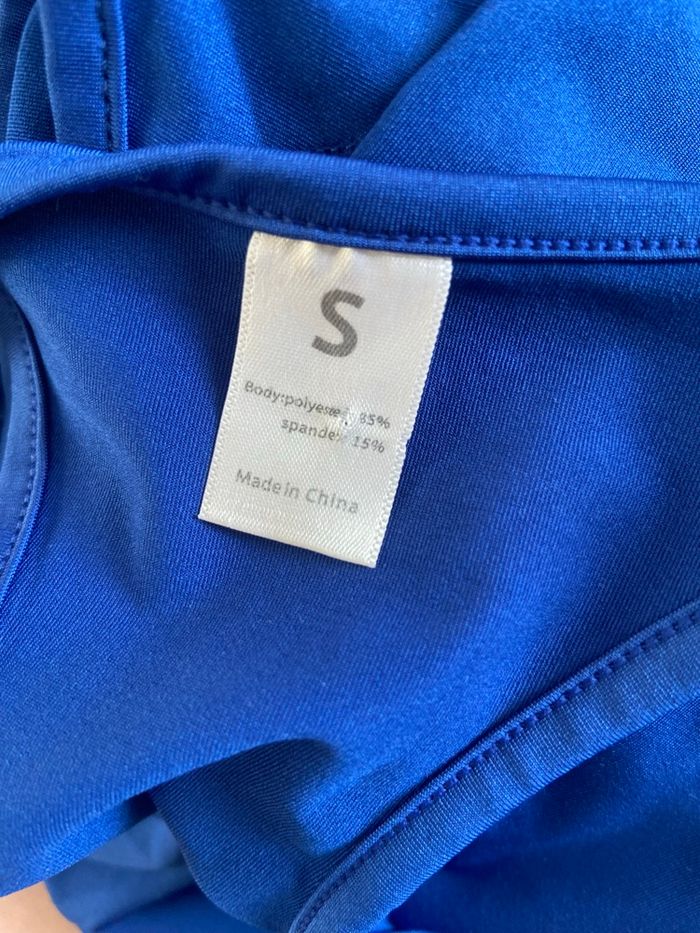 S
Body:polyester 85%
spandex 15%
Made in China